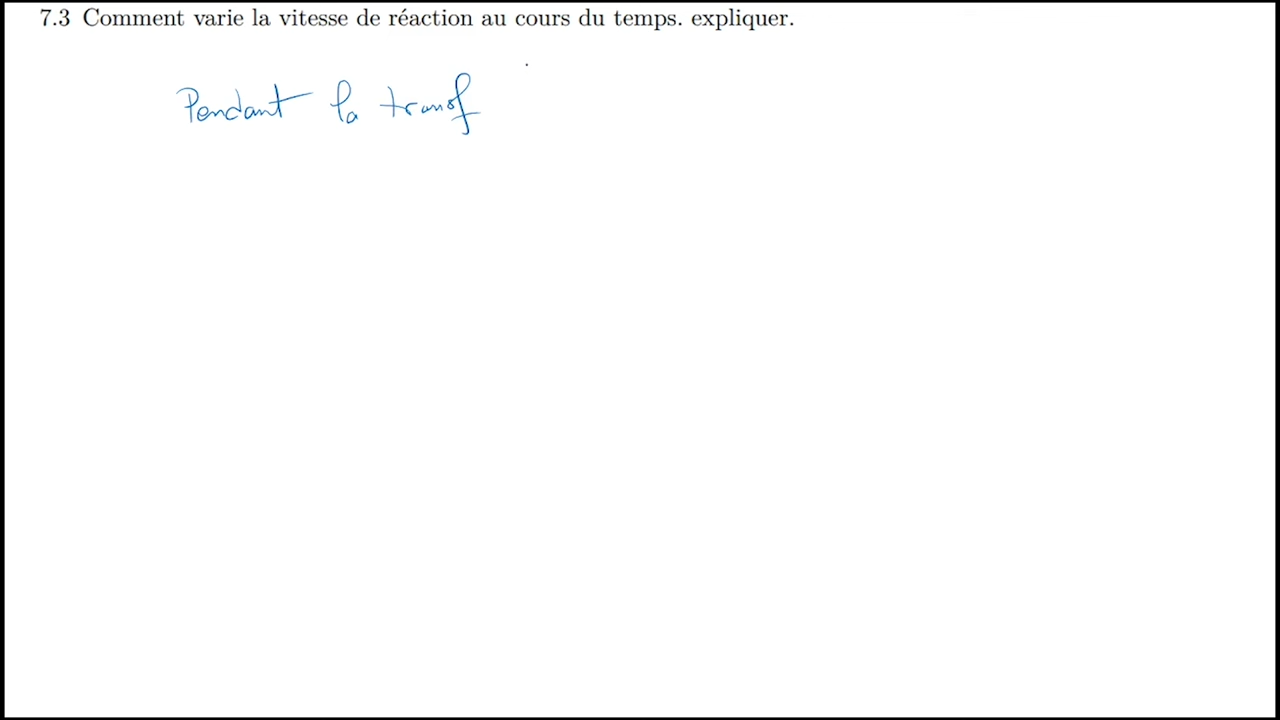 7.3 Comment varie la vitesse de réaction au cours du temps. expliquer.
Pendant la transf